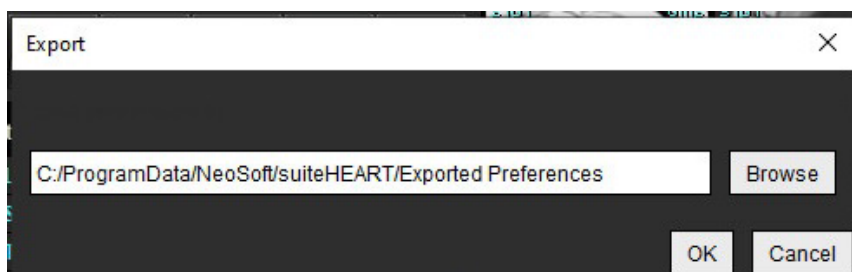 Export
C:/ProgramData/NeoSoft/suiteHEART/Exported Preferences
Browse
OK
Cancel